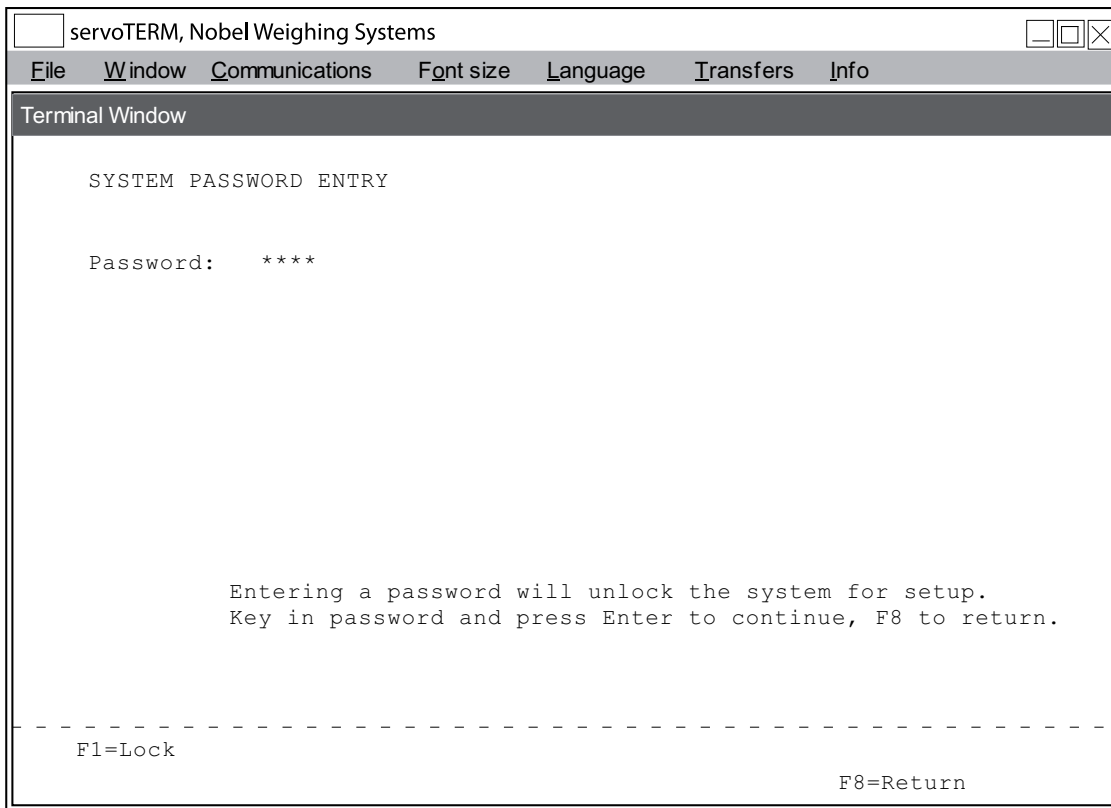 servoTERM, Nobel Weighing Systems
File Window Communications Font size Language Transfers Info
Terminal Window
SYSTEM PASSWORD ENTRY
Password: ****
Entering a password will unlock the system for setup.
Key in password and press Enter to continue, F8 to return.
F1=Lock
F8=Return